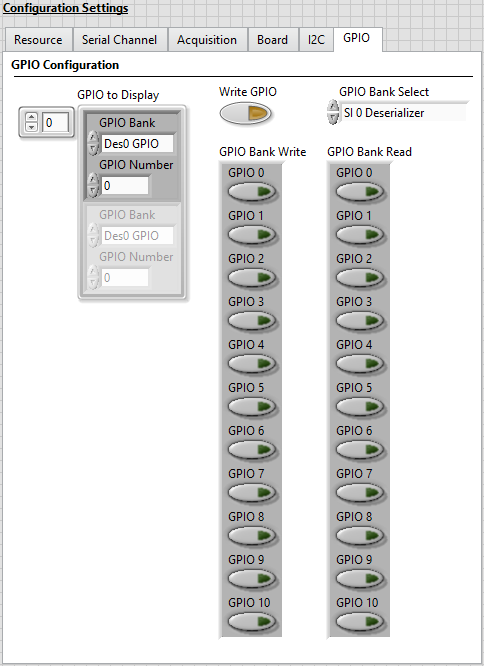 Configuration Settings
Resource
Serial Channel
Acquisition
Board
I2C
GPIO
GPIO Configuration
GPIO to Display
0
GPIO Bank
Des0 GPIO
GPIO Number
0
GPIO Bank
Des0 GPIO
GPIO Number
0
Write GPIO
GPIO Bank Select
SI 0 Deserializer
GPIO Bank Write
GPIO 0
GPIO 1
GPIO 2
GPIO 3
GPIO 4
GPIO 5
GPIO 6
GPIO 7
GPIO 8
GPIO 9
GPIO 10
GPIO Bank Read
GPIO 0
GPIO 1
GPIO 2
GPIO 3
GPIO 4
GPIO 5
GPIO 6
GPIO 7
GPIO 8
GPIO 9
GPIO 10